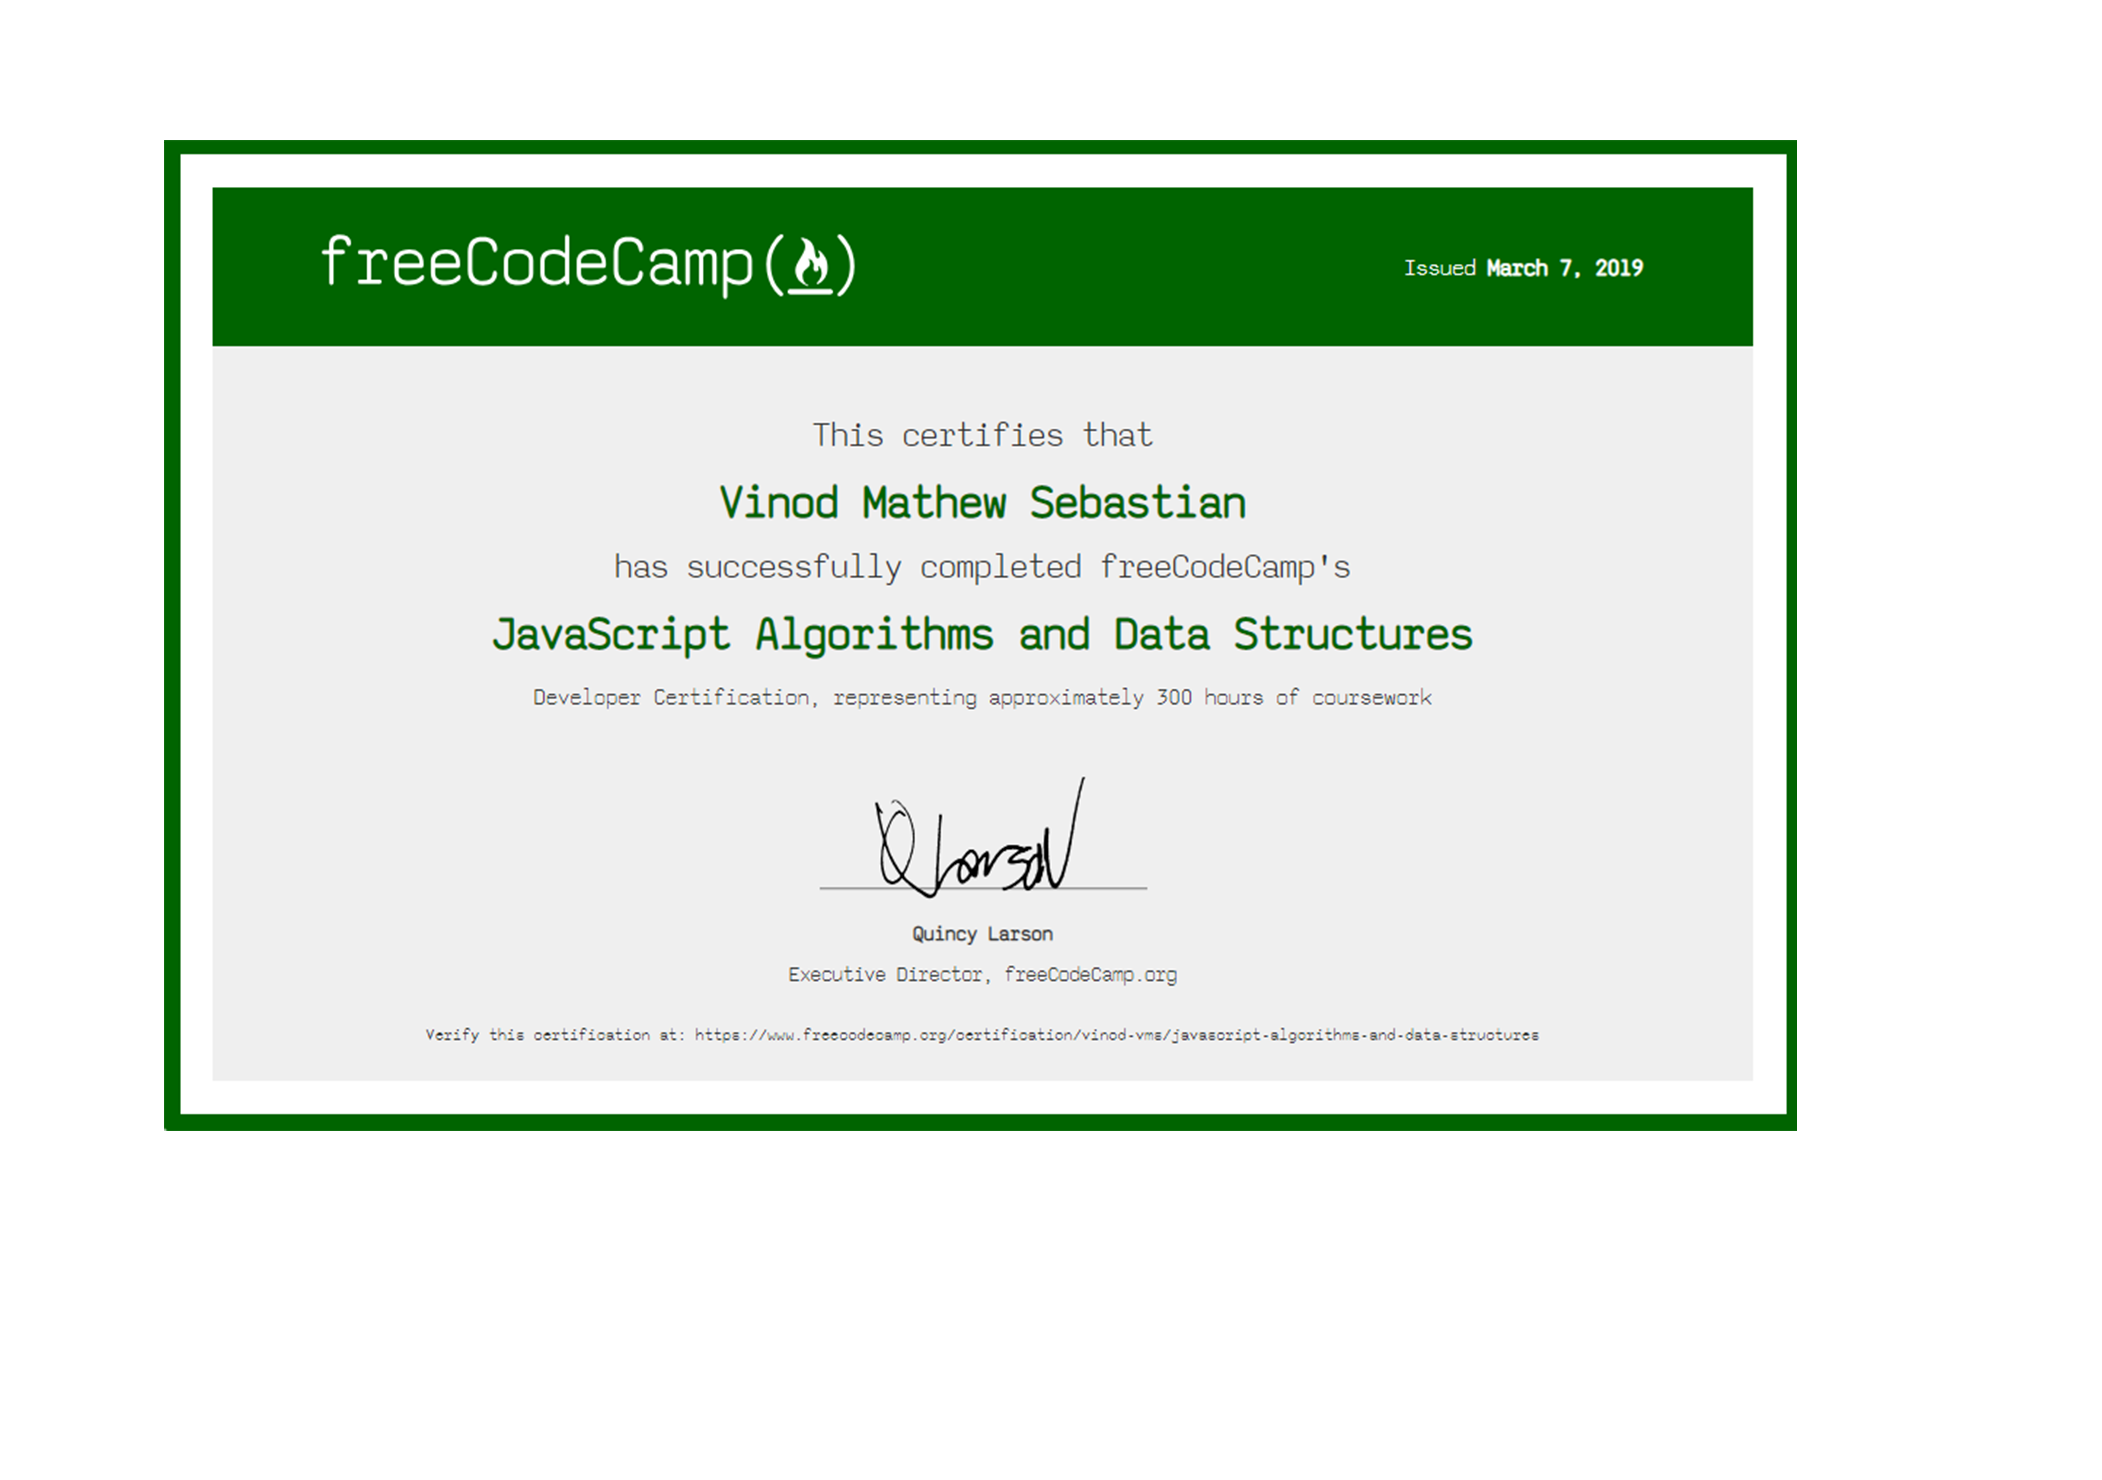 freeCodeCamp(🔥)
Issued March 7, 2019
This certifies that
Vinod Mathew Sebastian
has successfully completed freeCodeCamp's
JavaScript Algorithms and Data Structures
Developer Certification, representing approximately 300 hours of coursework
QLarson
Quincy Larson
Executive Director, freeCodeCamp.org
Verify this certification at: https://www.freecodecamp.org/certification/vinod-vms/javascript-algorithms-and-data-structures